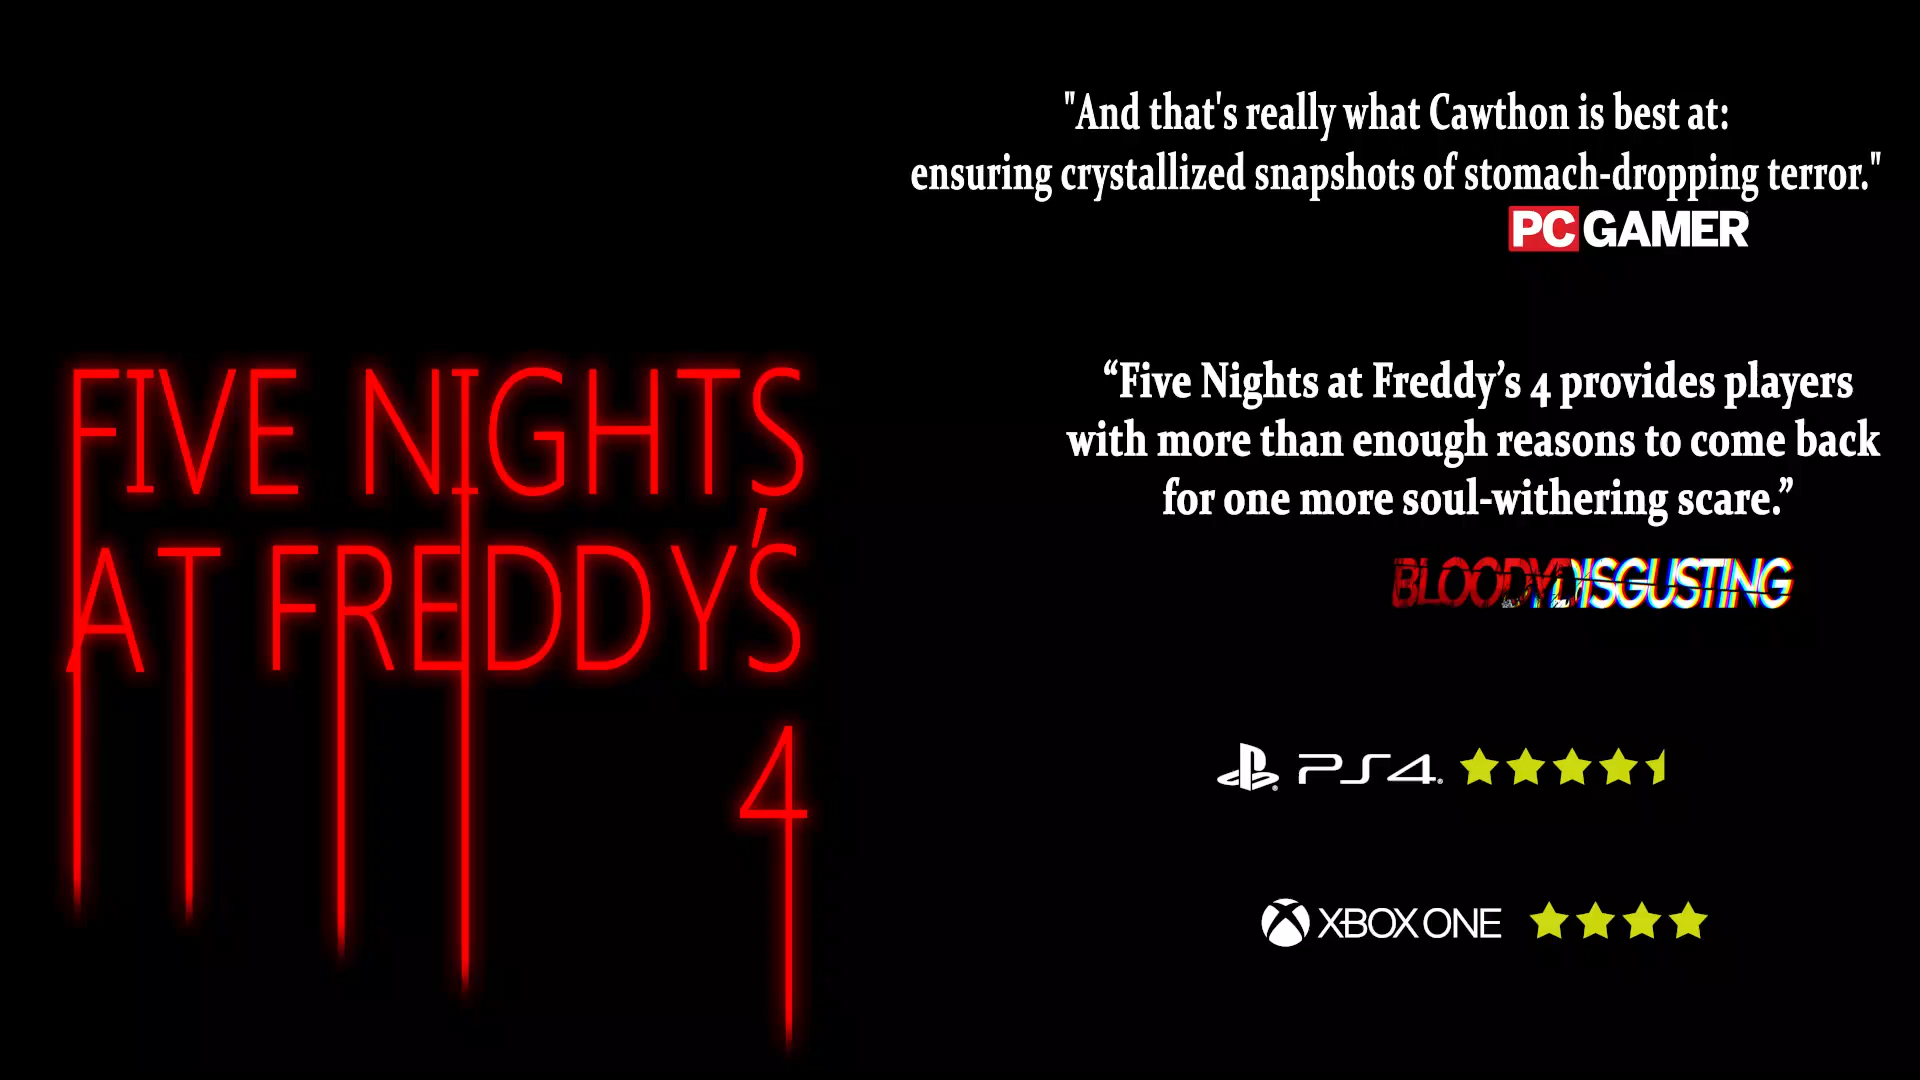 "And that's really what Cawthon is best at:
ensuring crystallized snapshots of stomach-dropping terror."
PC GAMER
FIVE NIGHTS
AT FREDDY'S
4
“Five Nights at Freddy’s 4 provides players
with more than enough reasons to come back
for one more soul-withering scare.”
BLOODY DISGUSTING
PS4
XBOX ONE